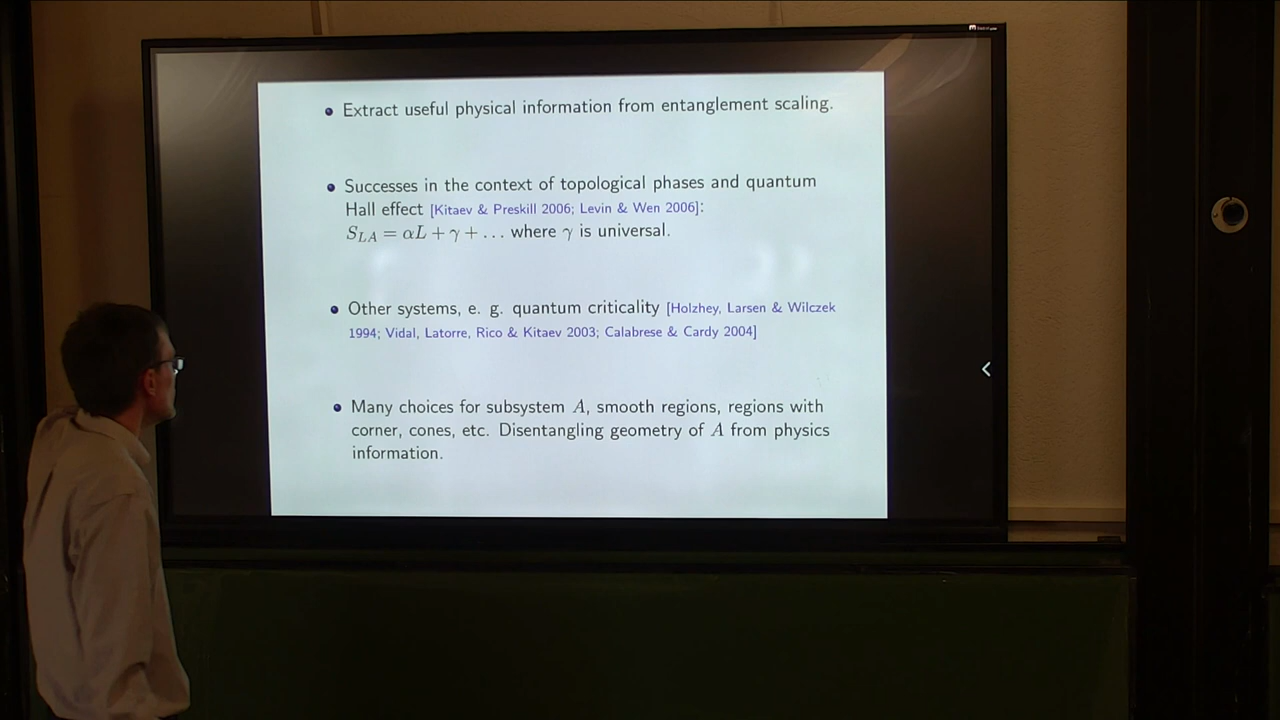 • Extract useful physical information from entanglement scaling.
• Successes in the context of topological phases and quantum
Hall effect [Kitaev & Preskill 2006; Levin & Wen 2006]:
S_{LA} = αL + γ + ... where γ is universal.
• Other systems, e. g. quantum criticality [Holzhey, Larsen & Wilczek
1994; Vidal, Latorre, Rico & Kitaev 2003; Calabrese & Cardy 2004]
• Many choices for subsystem A, smooth regions, regions with
corner, cones, etc. Disentangling geometry of A from physics
information.